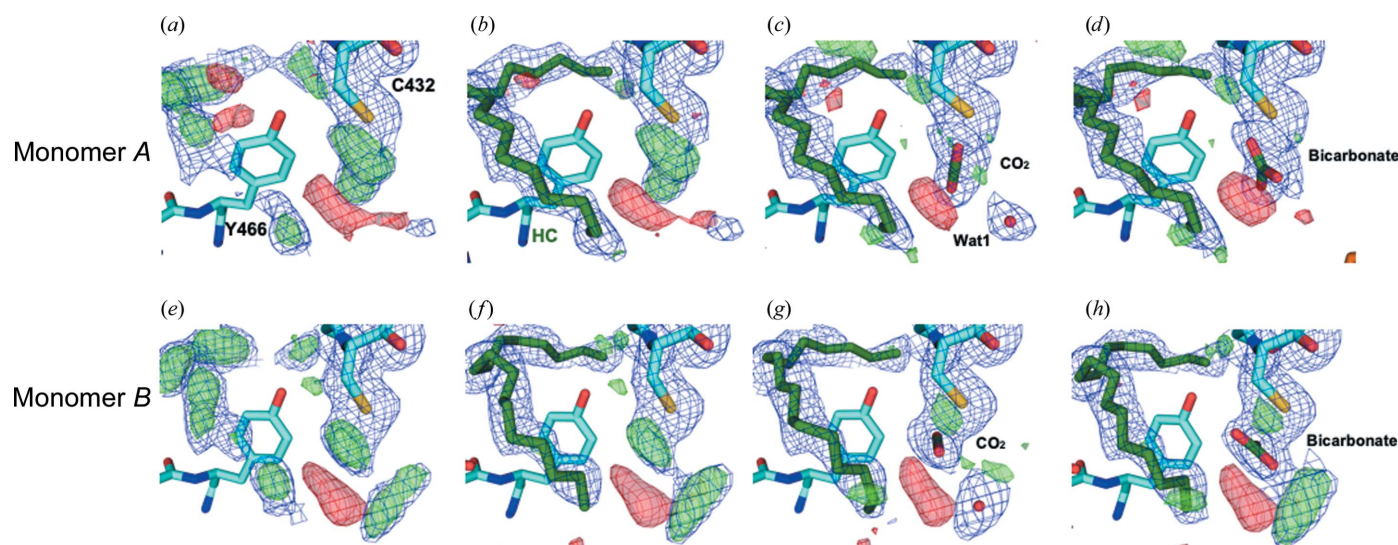 (a) (b) (c) (d)
C432
Monomer A
CO₂
Bicarbonate
Y466
HC
Wat1
(e) (f) (g) (h)
Monomer B
CO₂
Bicarbonate